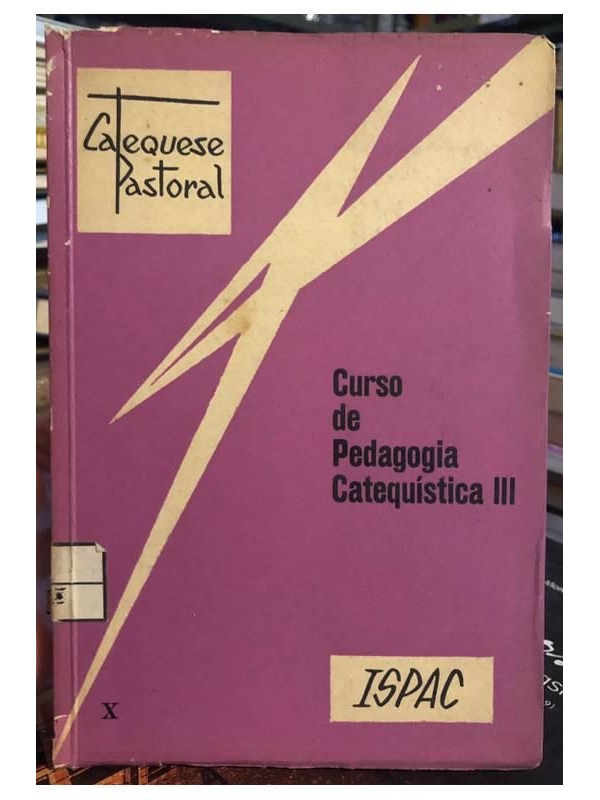 Catequese
Pastoral
Curso
de
Pedagogia
Catequística III
ISPAC
X